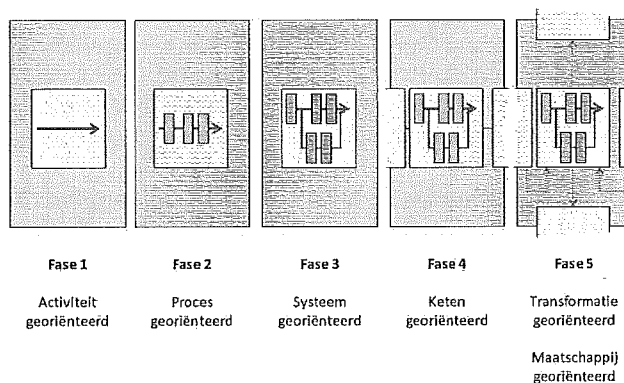 Fase 1
Activiteit
georiënteerd
Fase 2
Proces
georiënteerd
Fase 3
Systeem
georiënteerd
Fase 4
Keten
georiënteerd
Fase 5
Transformatie
georiënteerd
Maatschappij
georiënteerd